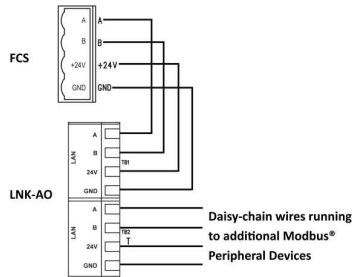 A A
B B
FCS
+24V +24V
GND GND
A
B
LAN
TB1
24V
LNK-AO
GND
A
Daisy-chain wires running
B
TB2
to additional Modbus®
LAN
T
24V
Peripheral Devices
GND